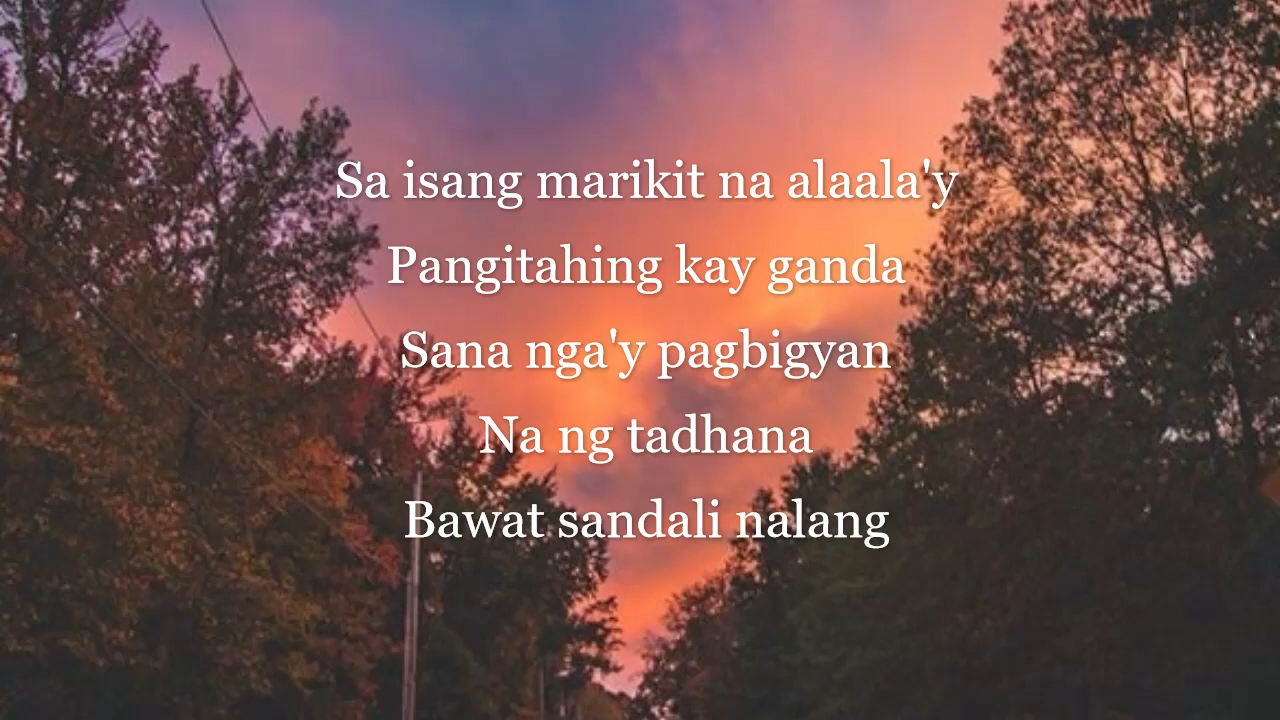 Sa isang marikit na alaala'y
Pangitahing kay ganda
Sana nga'y pagbigyan
Na ng tadhana
Bawat sandali nalang